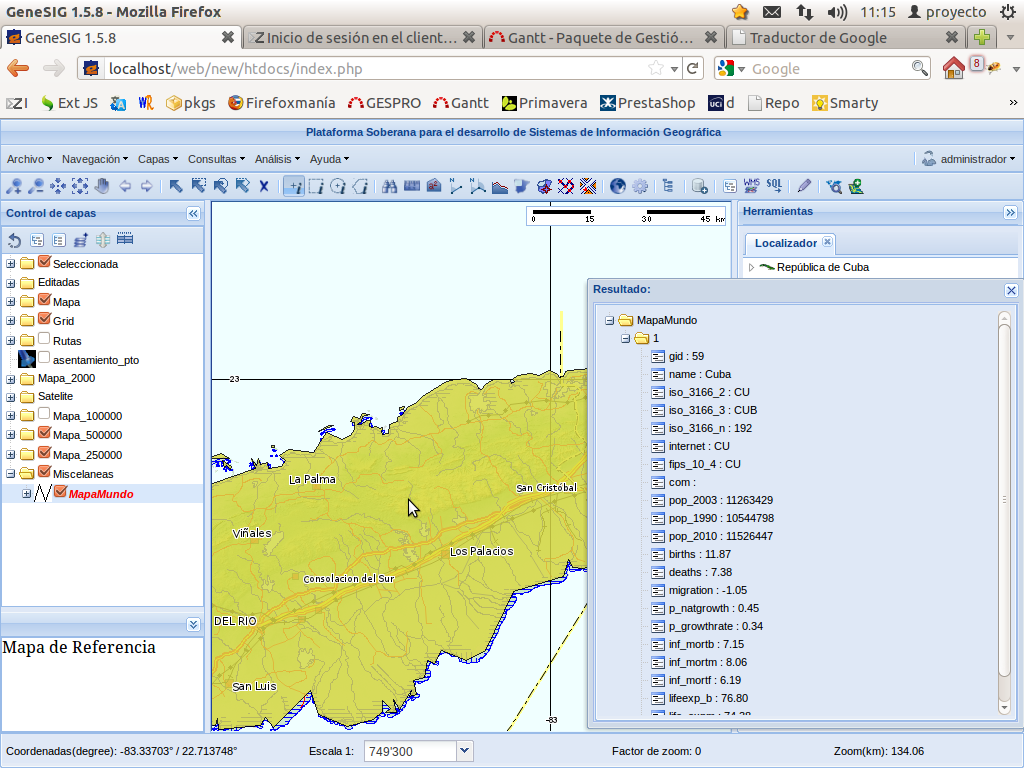 GeneSIG 1.5.8 - Mozilla Firefox
11:15 proyecto
GeneSIG 1.5.8
Inicio de sesión en el client...
Gantt - Paquete de Gestió...
Traductor de Google
localhost/web/new/htdocs/index.php
Google
8
ZI
Ext JS
pkgs
Firefoxmanía
GESPRO
Gantt
Primavera
PrestaShop
UCI d
Repo
Smarty
»
Plataforma Soberana para el desarrollo de Sistemas de Información Geográfica
Archivo Navegación Capas Consultas Análisis Ayuda administrador
WMS SQL
Control de capas
Herramientas
0 15 30 45 km
Localizador
República de Cuba
Seleccionada
Editadas
Mapa
Grid
Rutas
asentamiento_pto
Mapa_2000
Satelite
Mapa_100000
Mapa_500000
Mapa_250000
Miscelaneas
MapaMundo
Mapa de Referencia
23
La Palma
San Cristóbal
Viñales
Los Palacios
Consolacion del Sur
DEL RIO
San Luis
-83
Resultado:
MapaMundo
1
gid : 59
name : Cuba
iso_3166_2 : CU
iso_3166_3 : CUB
iso_3166_n : 192
internet : CU
fips_10_4 : CU
com :
pop_2003 : 11263429
pop_1990 : 10544798
pop_2010 : 11526447
births : 11.87
deaths : 7.38
migration : -1.05
p_natgrowth : 0.45
p_growthrate : 0.34
inf_mortb : 7.15
inf_mortm : 8.06
inf_mortf : 6.19
lifeexp_b : 76.80
Coordenadas(degree): -83.33703° / 22.713748°
Escala 1: 749'300
Factor de zoom: 0
Zoom(km): 134.06